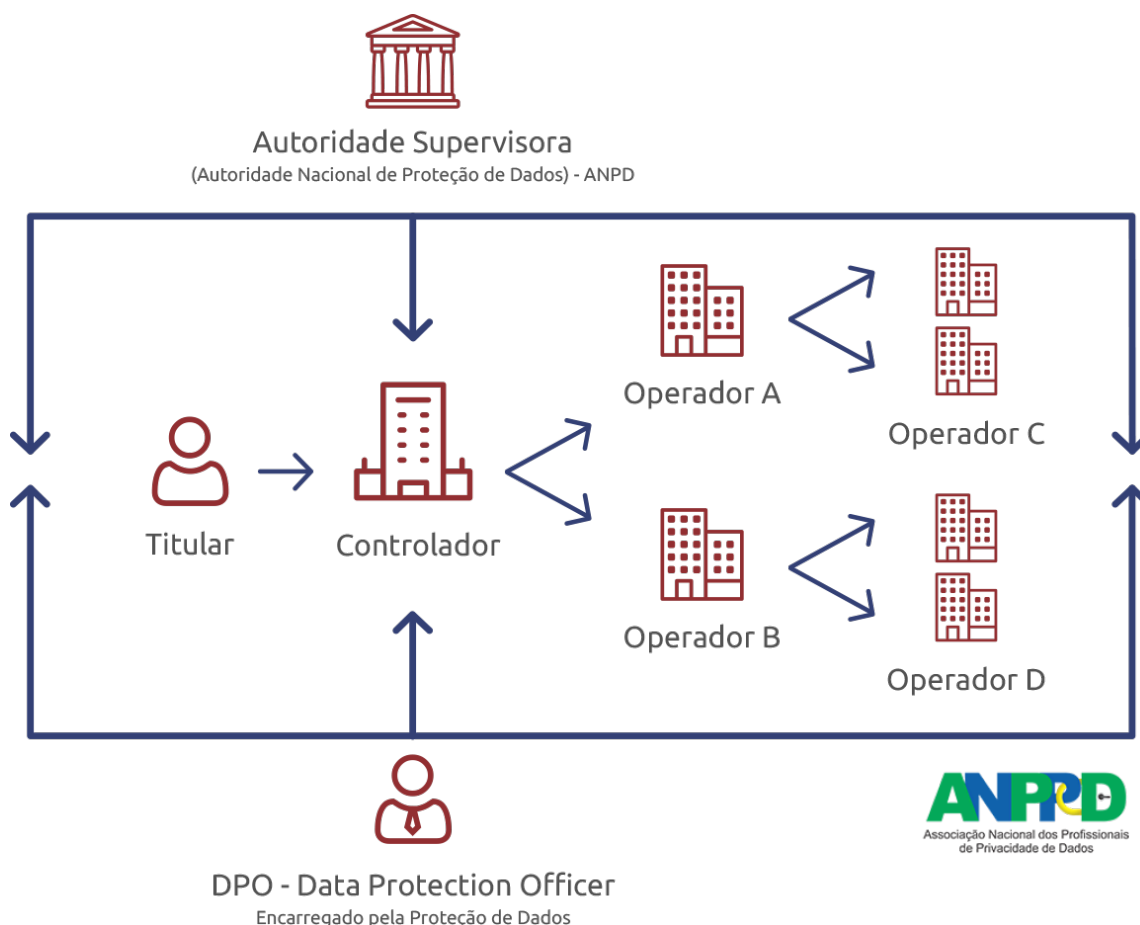 Autoridade Supervisora
(Autoridade Nacional de Proteção de Dados) - ANPD
Titular
Controlador
Operador A
Operador C
Operador B
Operador D
DPO - Data Protection Officer
Encarregado pela Proteção de Dados
ANPPD
Associação Nacional dos Profissionais
de Privacidade de Dados